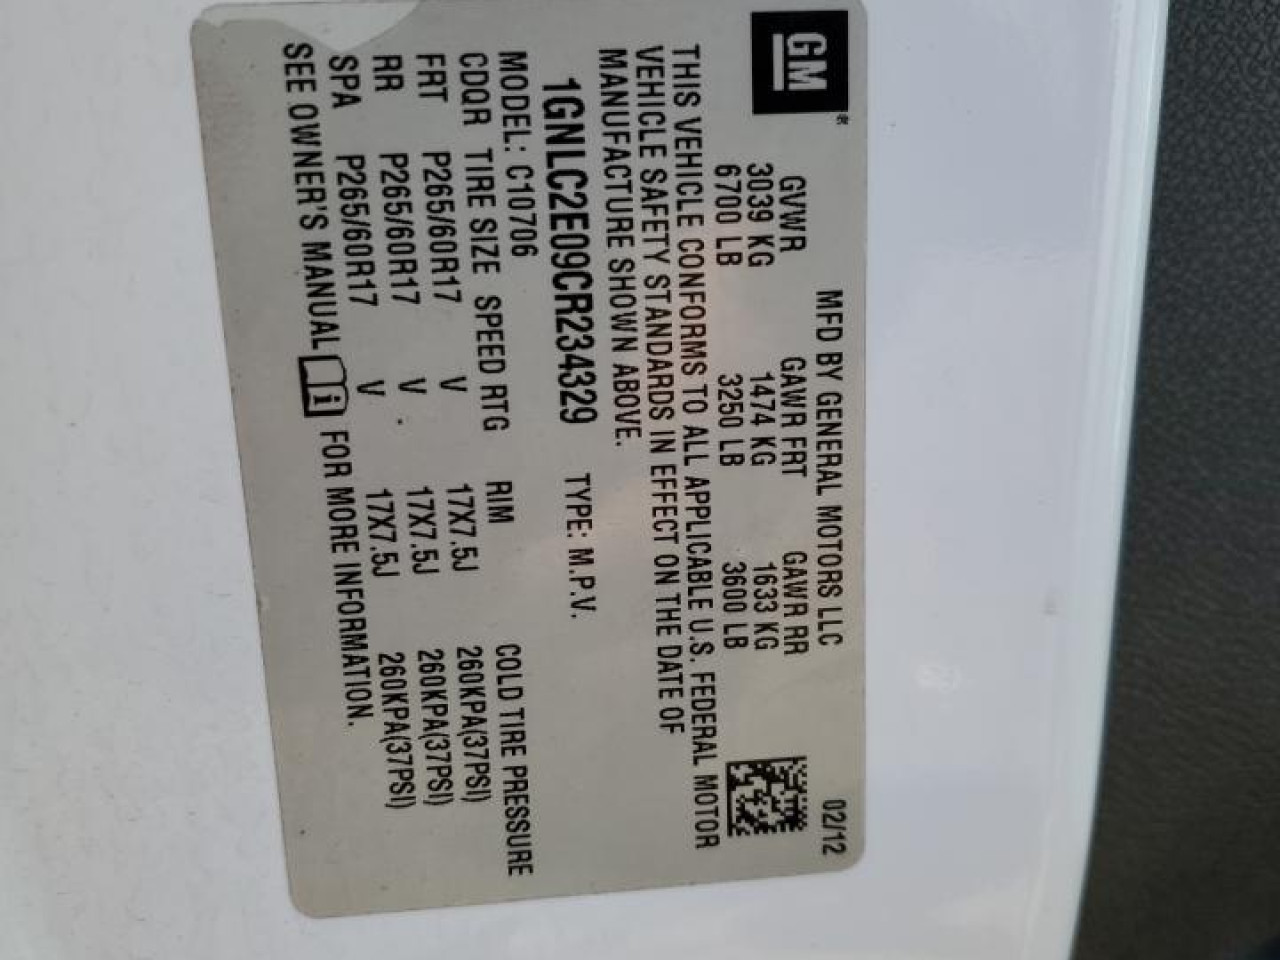 GM®
MFD BY GENERAL MOTORS LLC 02/12
GVWR GAWR FRT GAWR RR
3039 KG 1474 KG 1633 KG
6700 LB 3250 LB 3600 LB
THIS VEHICLE CONFORMS TO ALL APPLICABLE U.S. FEDERAL MOTOR
VEHICLE SAFETY STANDARDS IN EFFECT ON THE DATE OF
MANUFACTURE SHOWN ABOVE.
1GNLC2E09CR234329 TYPE: M.P.V.
MODEL: C10706
CDQR TIRE SIZE SPEED RTG RIM COLD TIRE PRESSURE
FRT P265/60R17 V 17X7.5J 260KPA(37PSI)
RR P265/60R17 V 17X7.5J 260KPA(37PSI)
SPA P265/60R17 V 17X7.5J 260KPA(37PSI)
SEE OWNER'S MANUAL i FOR MORE INFORMATION.